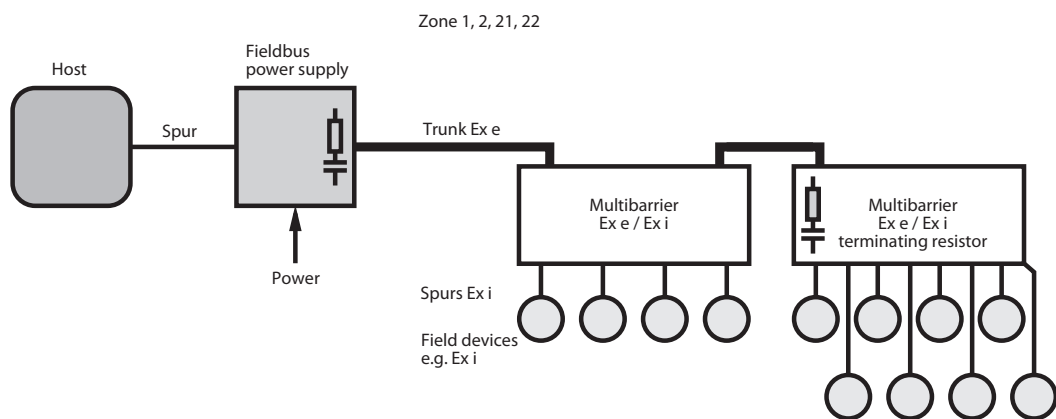 Zone 1, 2, 21, 22
Host
Fieldbus
power supply
Spur
Trunk Ex e
Multibarrier
Ex e / Ex i
Multibarrier
Ex e / Ex i
terminating resistor
Power
Spurs Ex i
Field devices
e.g. Ex i